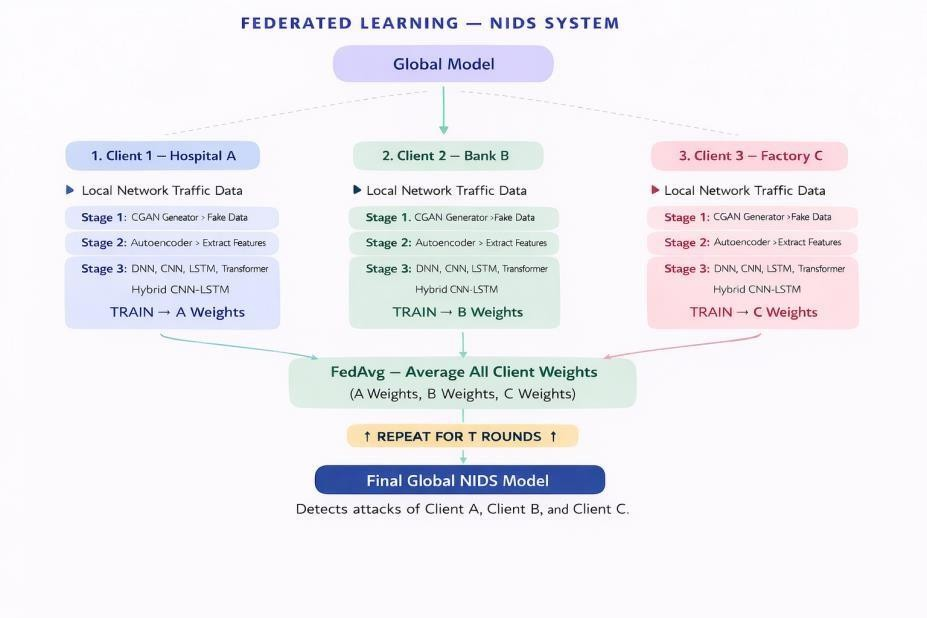 FEDERATED LEARNING — NIDS SYSTEM
Global Model
1. Client 1 – Hospital A
Local Network Traffic Data
Stage 1: CGAN Geneator > Fake Data
Stage 2: Autoencoder > Extract Features
Stage 3: DNN, CNN, LSTM, Transformer
Hybrid CNN-LSTM
TRAIN → A Weights
2. Client 2 – Bank B
Local Network Traffic Data
Stage 1. CGAN Generator >Fake Data
Stage 2: Autoencoder > Extract Features
Stage 3: DNN, CNN, LSTM, Transformer
Hybrid CNN-LSTM
TRAIN → B Weights
3. Client 3 – Factory C
Local Network Traffic Data
Stage 1: CGAN Generator >Fake Data
Stage 2: Autoencoder >Extract Features
Stage 3: DNN, CNN, LSTM, Transformer
Hybrid CNN-LSTM
TRAIN → C Weights
FedAvg — Average All Client Weights
(A Weights, B Weights, C Weights)
↑ REPEAT FOR T ROUNDS ↑
Final Global NIDS Model
Detects attacks of Client A, Client B, and Client C.